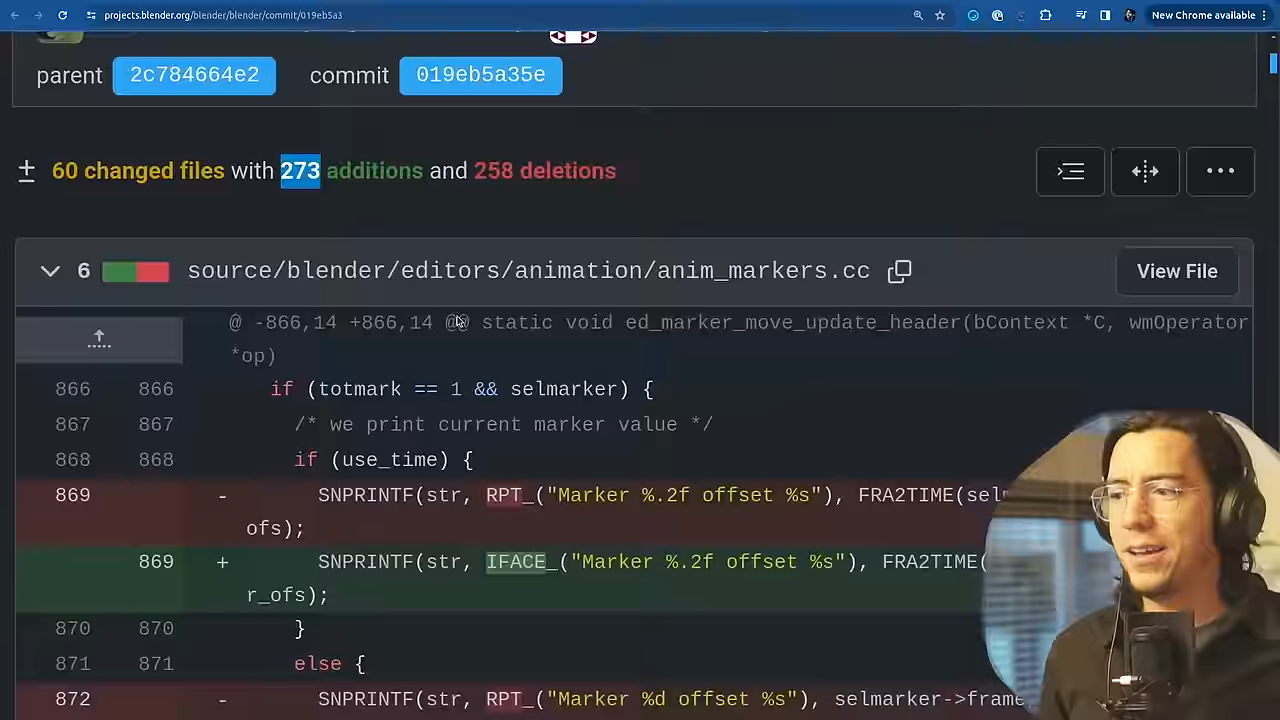 projects.blender.org/blender/blender/commit/019eb5a3
New Chrome available
parent 2c784664e2 commit 019eb5a35e
± 60 changed files with 273 additions and 258 deletions
6 source/blender/editors/animation/anim_markers.cc View File
@ -866,14 +866,14 @@ static void ed_marker_move_update_header(bContext *C, wmOperator
*op)
866 866 if (totmark == 1 && selmarker) {
867 867 /* we print current marker value */
868 868 if (use_time) {
869 - SNPRINTF(str, RPT_("Marker %.2f offset %s"), FRA2TIME(sel
ofs);
869 + SNPRINTF(str, IFACE_("Marker %.2f offset %s"), FRA2TIME(
r_ofs);
870 870 }
871 871 else {
872 - SNPRINTF(str, RPT_("Marker %d offset %s"), selmarker->frame